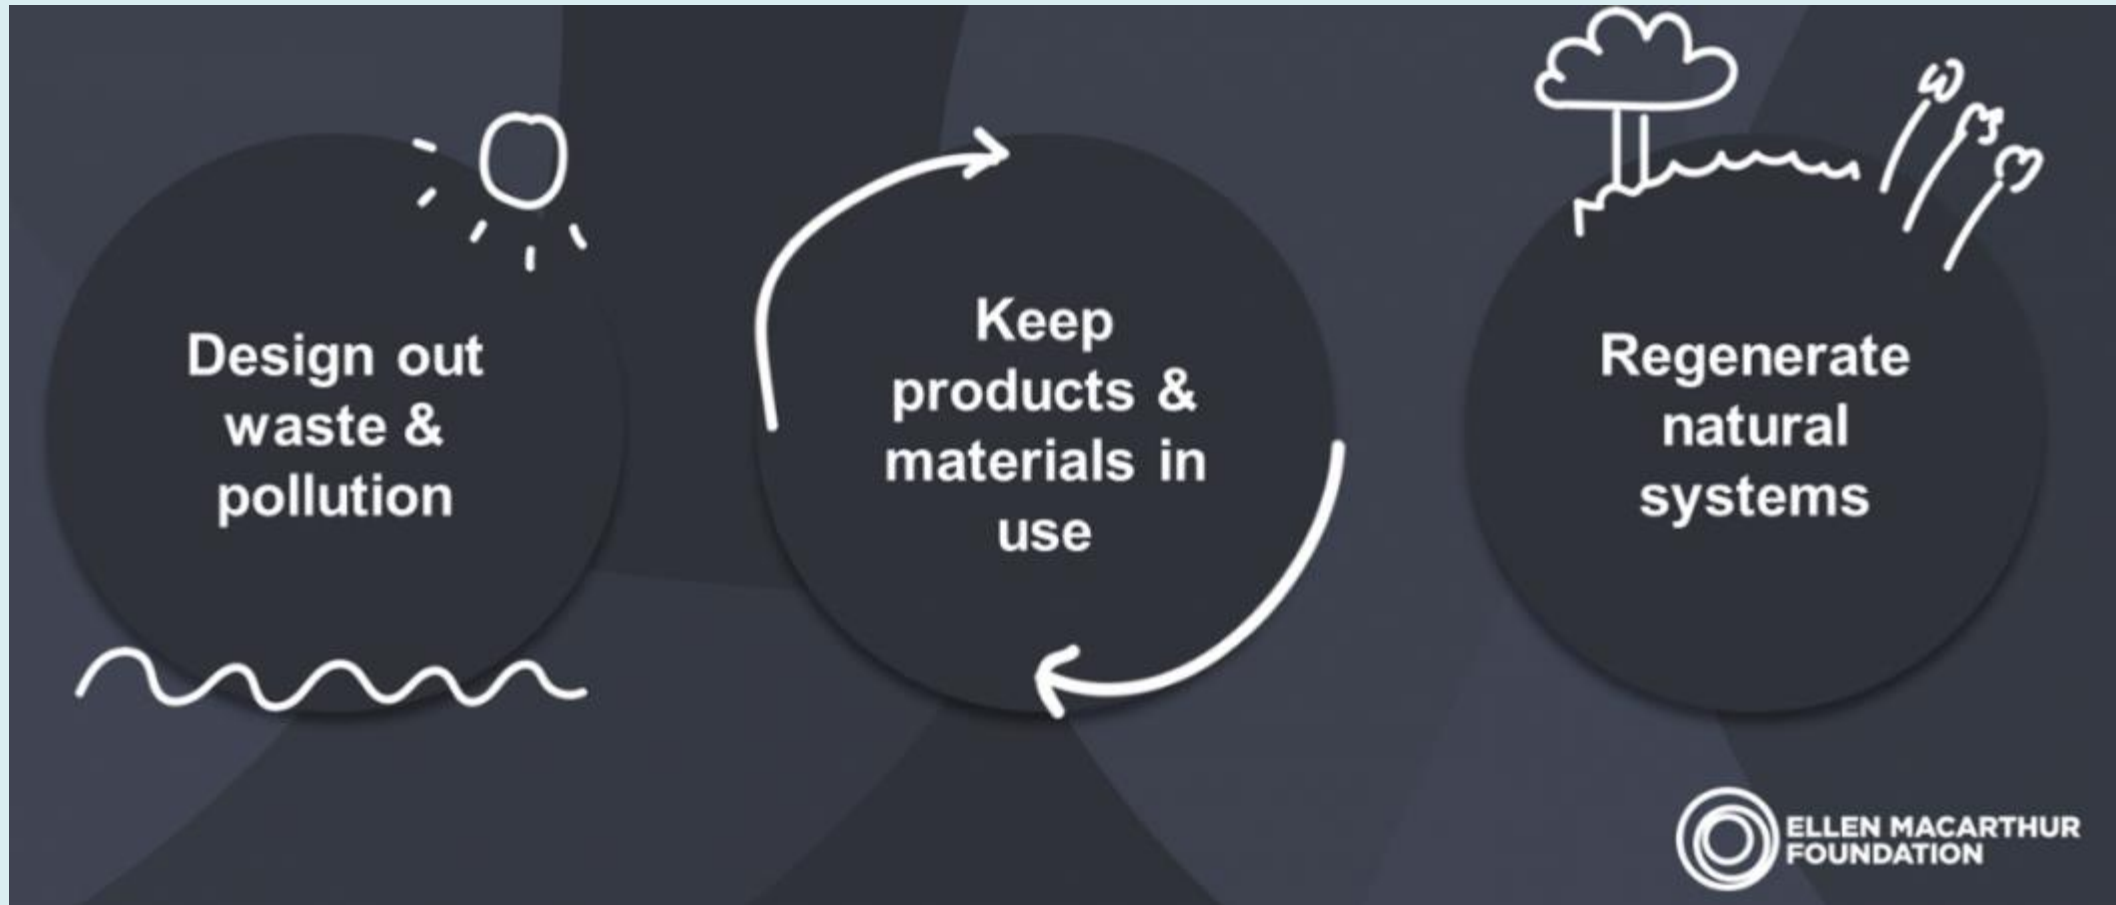 Design out
waste &
pollution
Keep
products &
materials in
use
Regenerate
natural
systems
ELLEN MACARTHUR
FOUNDATION